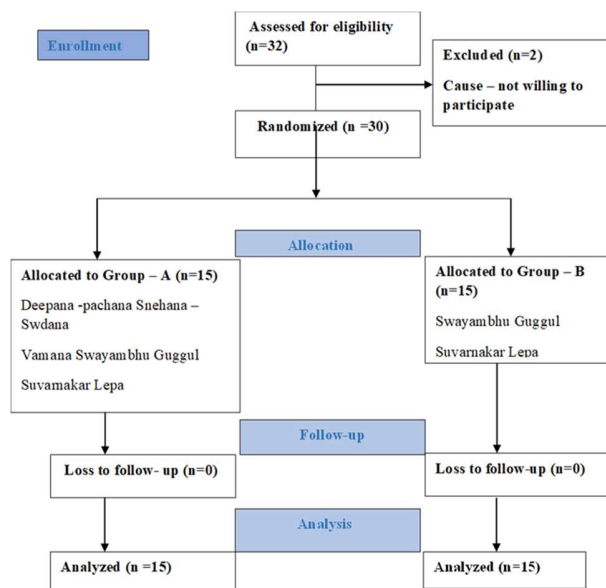 Assessed for eligibility
(n=32)
Enrollment
Excluded (n=2)
Cause – not willing to
participate
Randomized (n =30)
Allocation
Allocated to Group – A (n=15)
Deepana -pachana Snehana –
Swdana
Vamana Swayambhu Guggul
Suvarnakar Lepa
Allocated to Group – B
(n=15)
Swayambhu Guggul
Suvarnakar Lepa
Follow-up
Loss to follow- up (n=0)
Loss to follow-up (n=0)
Analysis
Analyzed (n =15)
Analyzed (n=15)